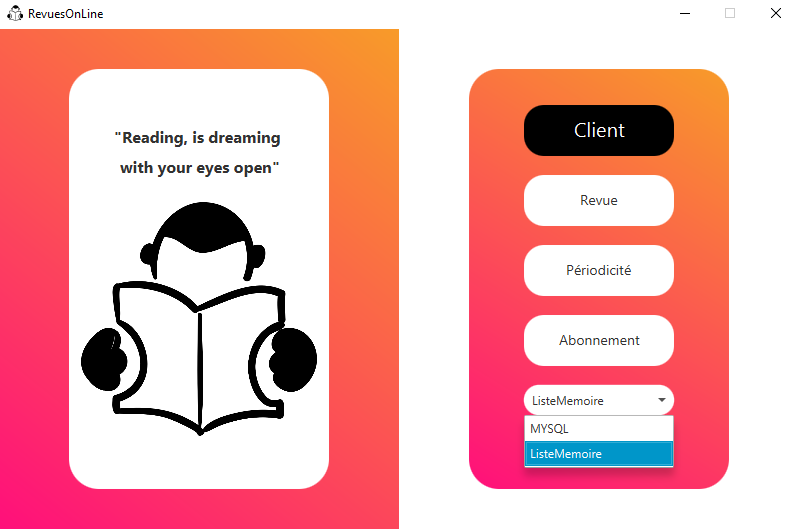 RevuesOnLine
"Reading, is dreaming
with your eyes open"
Client
Revue
Périodicité
Abonnement
ListeMemoire
MYSQL
ListeMemoire